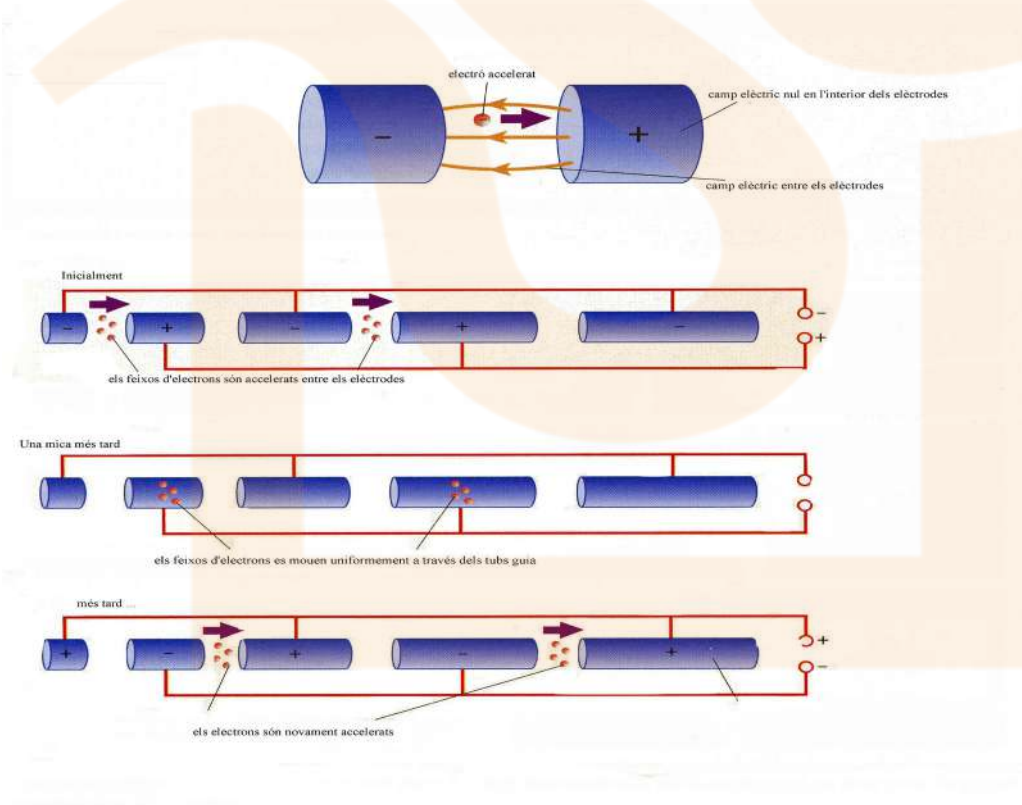 electró accelerat
camp elèctric nul en l'interior dels elèctrodes
−
+
camp elèctric entre els elèctrodes
Inicialment
−
+
−
+
−
−
+
els feixos d'electrons són accelerats entre els elèctrodes
Una mica més tard
els feixos d'electrons es mouen uniformement a través dels tubs guia
més tard ...
+
−
+
−
+
+
−
els electrons són novament accelerats